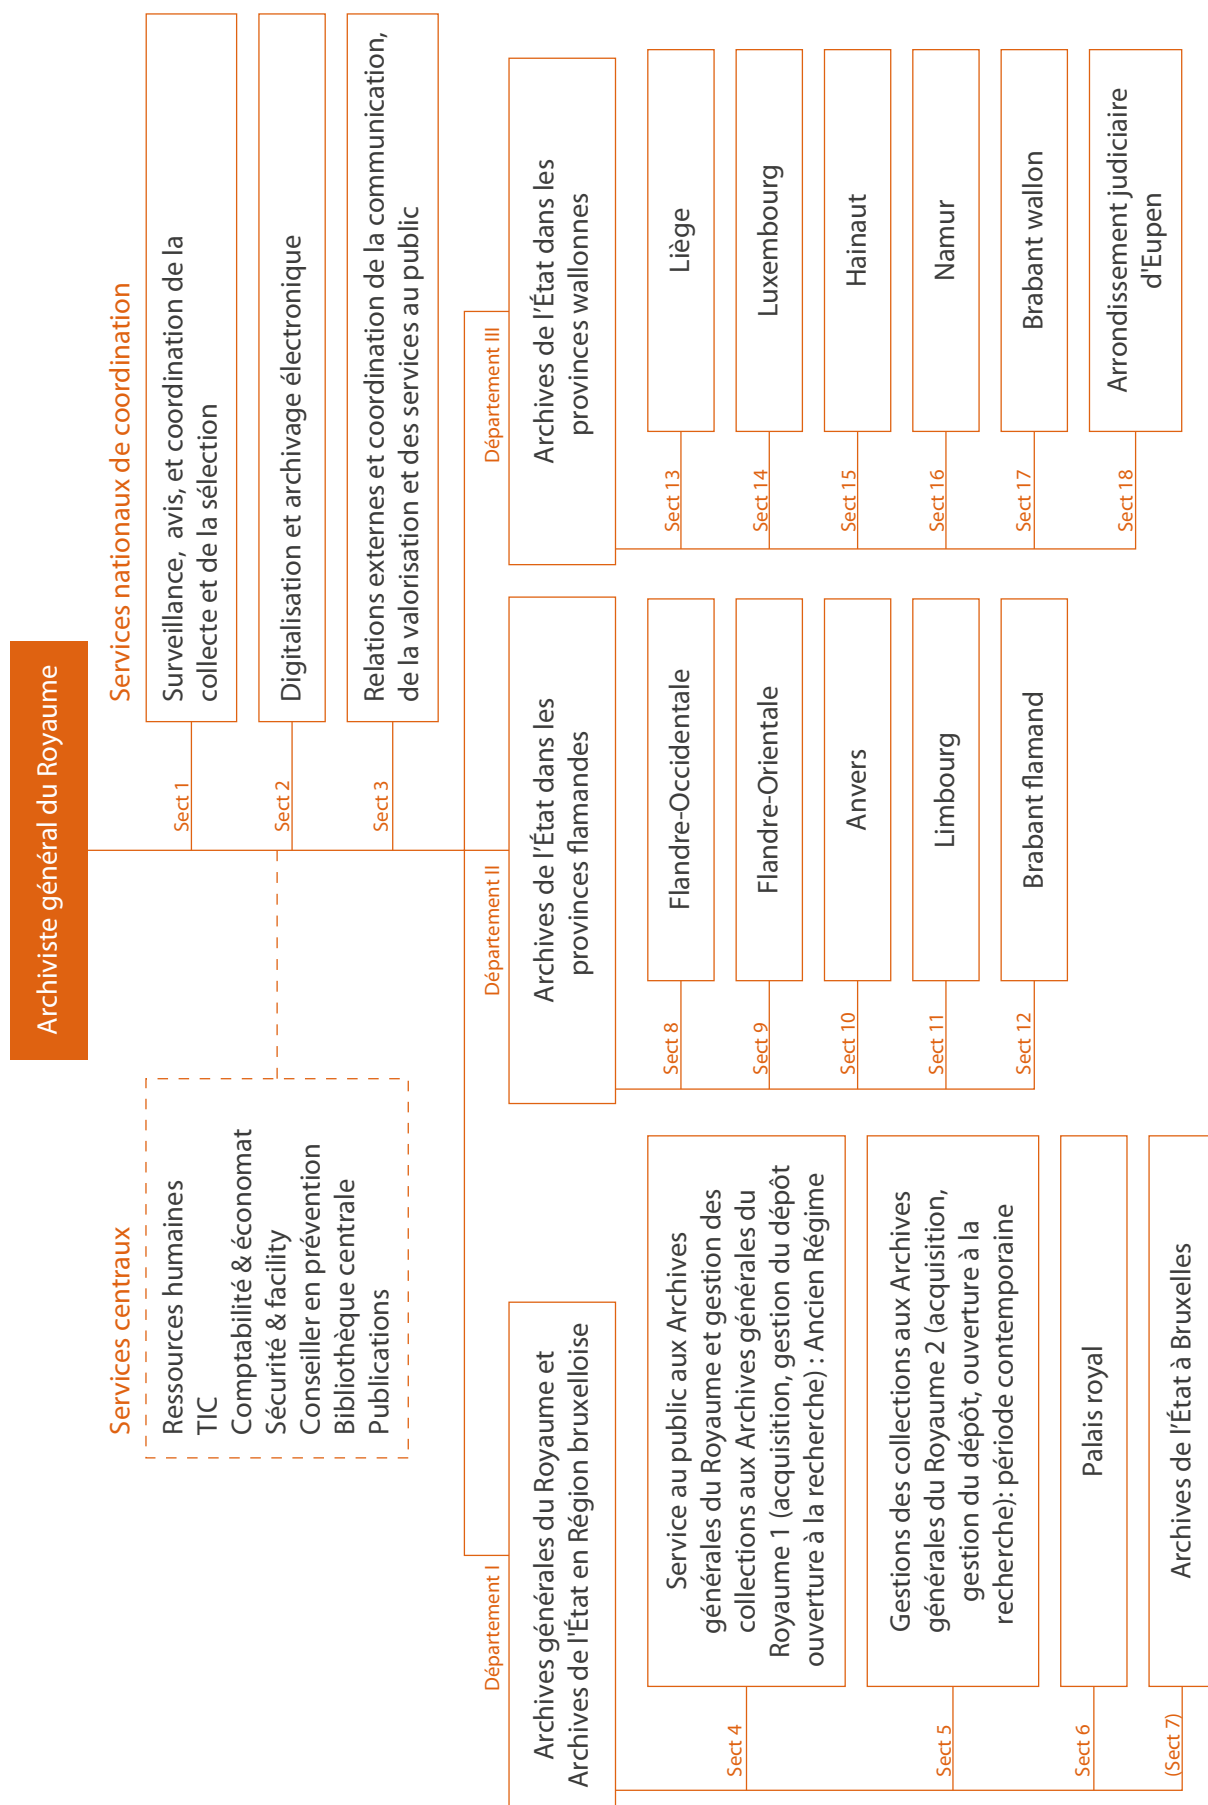 Archiviste général du Royaume
Services centraux
Ressources humaines
TIC
Comptabilité & économat
Sécurité & facility
Conseiller en prévention
Bibliothèque centrale
Publications
Services nationaux de coordination
Sect 1
Surveillance, avis, et coordination de la
collecte et de la sélection
Sect 2
Digitalisation et archivage électronique
Sect 3
Relations externes et coordination de la communication,
de la valorisation et des services au public
Département I
Archives générales du Royaume et
Archives de l'État en Région bruxelloise
Sect 4
Service au public aux Archives
générales du Royaume et gestion des
collections aux Archives générales du
Royaume 1 (acquisition, gestion du dépôt
ouverture à la recherche) : Ancien Régime
Sect 5
Gestions des collections aux Archives
générales du Royaume 2 (acquisition,
gestion du dépôt, ouverture à la
recherche): période contemporaine
Sect 6
Palais royal
(Sect 7)
Archives de l’État à Bruxelles
Département II
Archives de l’État dans les
provinces flamandes
Sect 8
Flandre-Occidentale
Sect 9
Flandre-Orientale
Sect 10
Anvers
Sect 11
Limbourg
Sect 12
Brabant flamand
Département III
Archives de l’État dans les
provinces wallonnes
Sect 13
Liège
Sect 14
Luxembourg
Sect 15
Hainaut
Sect 16
Namur
Sect 17
Brabant wallon
Sect 18
Arrondissement judiciaire
d'Eupen